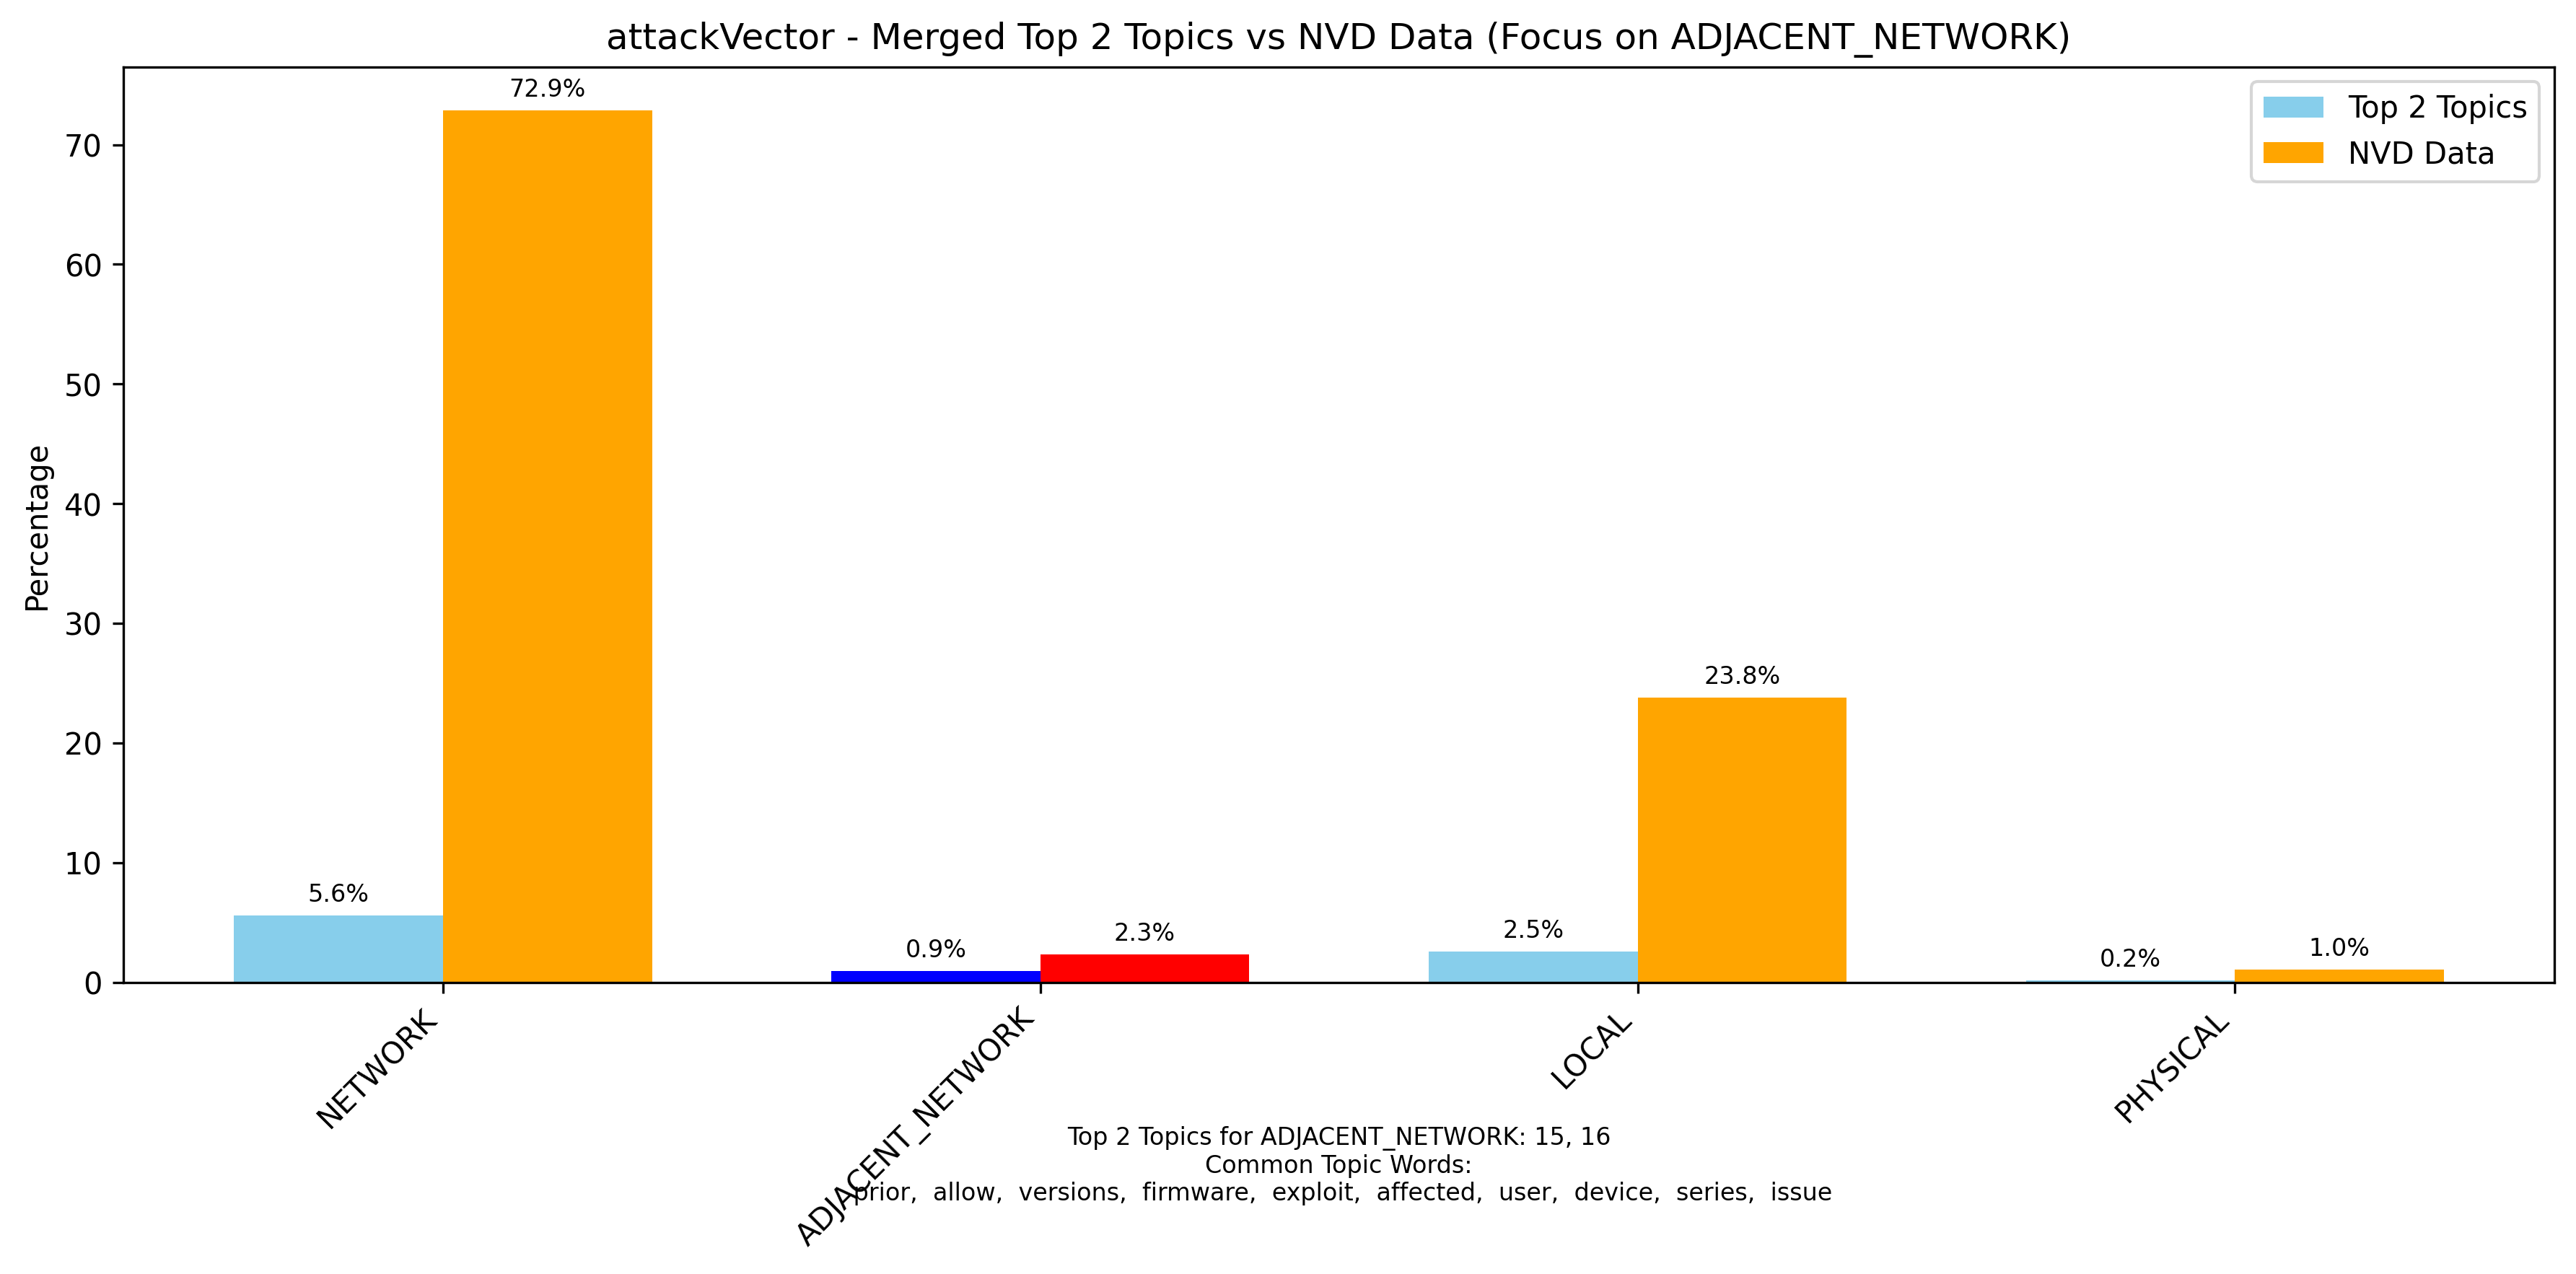 attackVector - Merged Top 2 Topics vs NVD Data (Focus on ADJACENT_NETWORK)
Top 2 Topics
NVD Data
Percentage
70
60
50
40
30
20
10
0
5.6%
72.9%
0.9%
2.3%
2.5%
23.8%
0.2%
1.0%
NETWORK
ADJACENT_NETWORK
LOCAL
PHYSICAL
Top 2 Topics for ADJACENT_NETWORK: 15, 16
Common Topic Words:
prior, allow, versions, firmware, exploit, affected, user, device, series, issue